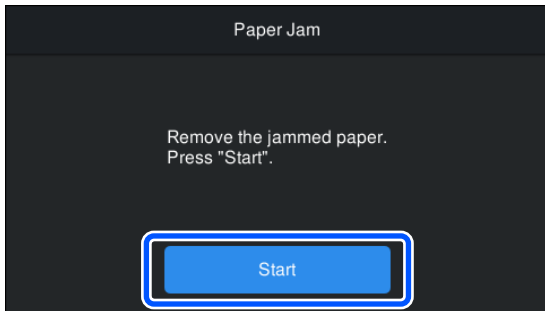 Paper Jam
Remove the jammed paper.
Press "Start".
Start